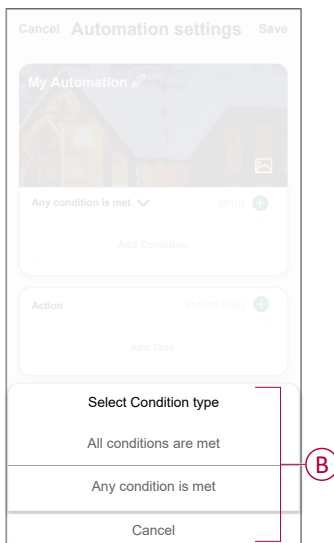 Cancel Automation settings Save
My Automation
Any condition is met (0/10)
Add Condition
Action (Added 0/30)
Add Task
Select Condition type
All conditions are met
Any condition is met
Cancel
B